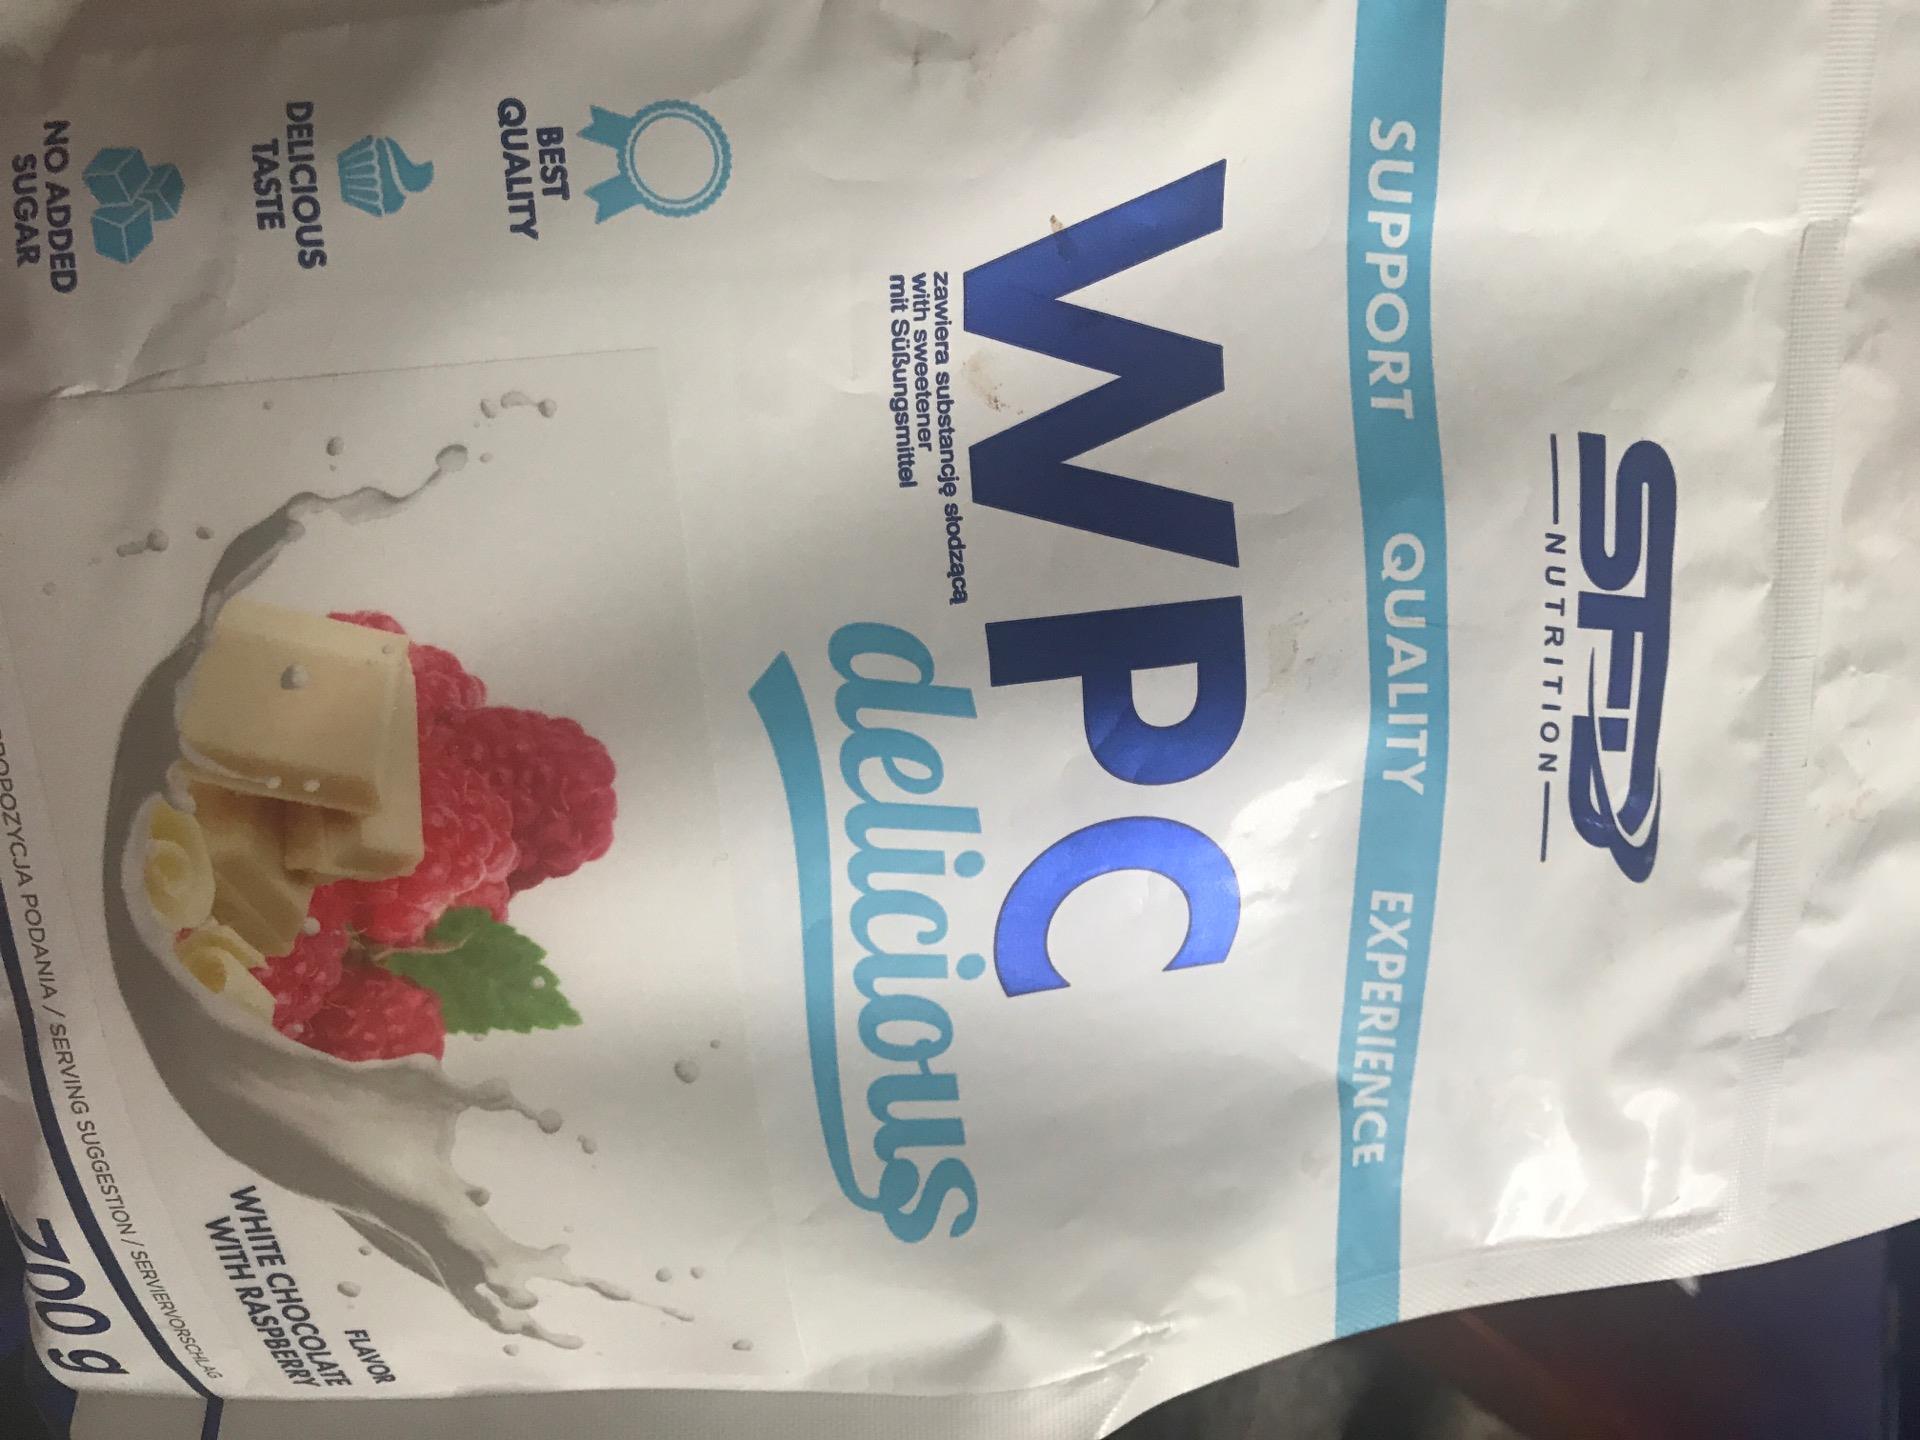 SFD
NUTRITION
SUPPORT QUALITY EXPERIENCE
WPC
zawiera substancję słodzącą
with sweetener
mit Süßungsmittel
delicious
BEST
QUALITY
DELICIOUS
TASTE
NO ADDED
SUGAR
FLAVOR
WHITE CHOCOLATE
WITH RASPBERRY
PROPOZYCJA PODANIA / SERVING SUGGESTION / SERVIERVORSCHLAG
700 g